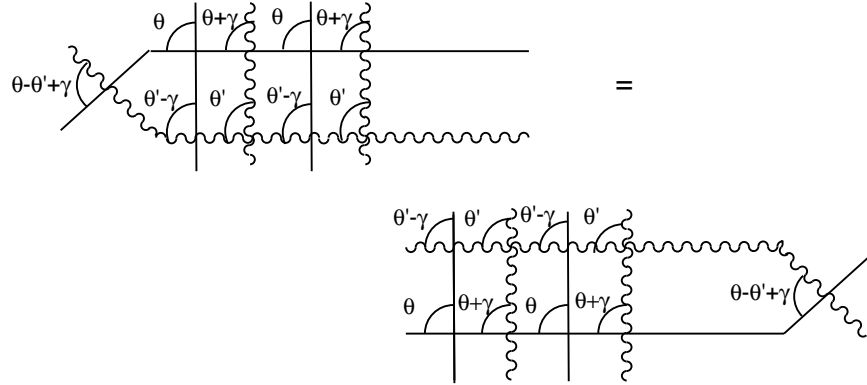 θ θ+γ θ θ+γ
θ-θ'+γ
θ'-γ θ' θ'-γ θ'
=
θ'-γ θ' θ'-γ θ'
θ θ+γ θ θ+γ θ-θ'+γ